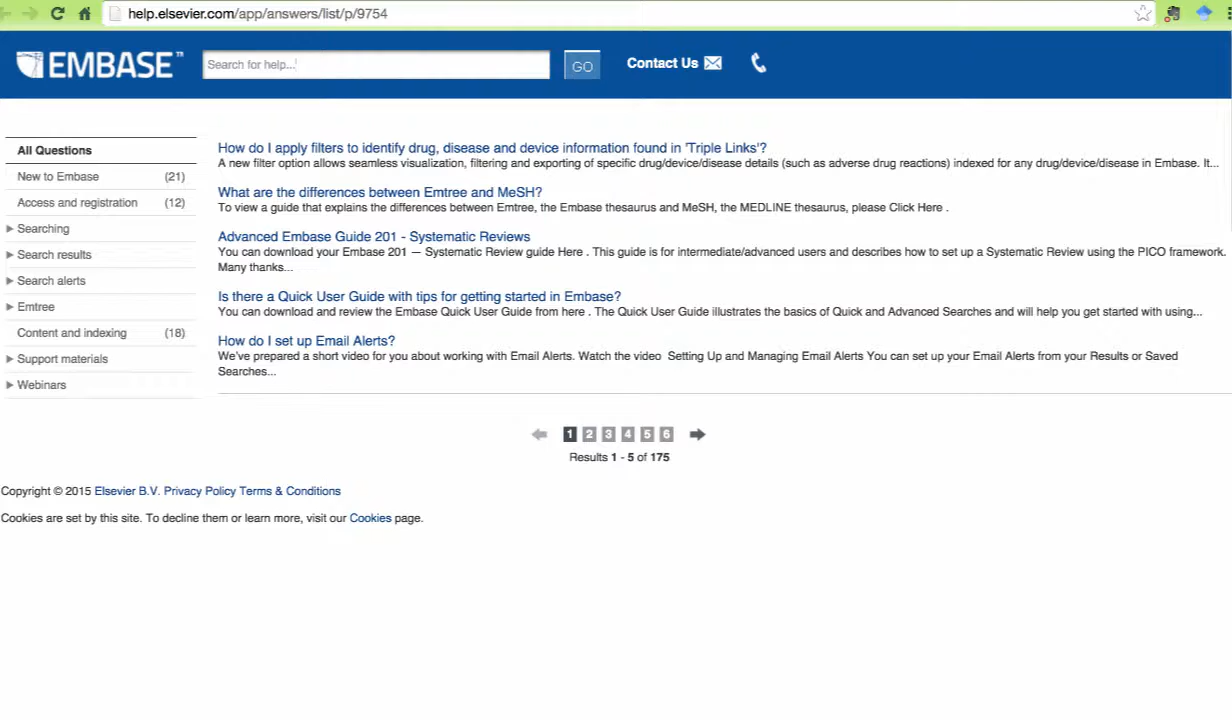 help.elsevier.com/app/answers/list/p/9754
EMBASE™
Search for help...
GO
Contact Us
All Questions
New to Embase (21)
Access and registration (12)
Searching
Search results
Search alerts
Emtree
Content and indexing (18)
Support materials
Webinars
How do I apply filters to identify drug, disease and device information found in 'Triple Links'?
A new filter option allows seamless visualization, filtering and exporting of specific drug/device/disease details (such as adverse drug reactions) indexed for any drug/device/disease in Embase. It...
What are the differences between Emtree and MeSH?
To view a guide that explains the differences between Emtree, the Embase thesaurus and MeSH, the MEDLINE thesaurus, please Click Here .
Advanced Embase Guide 201 - Systematic Reviews
You can download your Embase 201 — Systematic Review guide Here . This guide is for intermediate/advanced users and describes how to set up a Systematic Review using the PICO framework.
Many thanks...
Is there a Quick User Guide with tips for getting started in Embase?
You can download and review the Embase Quick User Guide from here . The Quick User Guide illustrates the basics of Quick and Advanced Searches and will help you get started with using...
How do I set up Email Alerts?
We've prepared a short video for you about working with Email Alerts. Watch the video  Setting Up and Managing Email Alerts You can set up your Email Alerts from your Results or Saved
Searches...
1 2 3 4 5 6
Results 1 - 5 of 175
Copyright © 2015 Elsevier B.V. Privacy Policy Terms & Conditions
Cookies are set by this site. To decline them or learn more, visit our Cookies page.